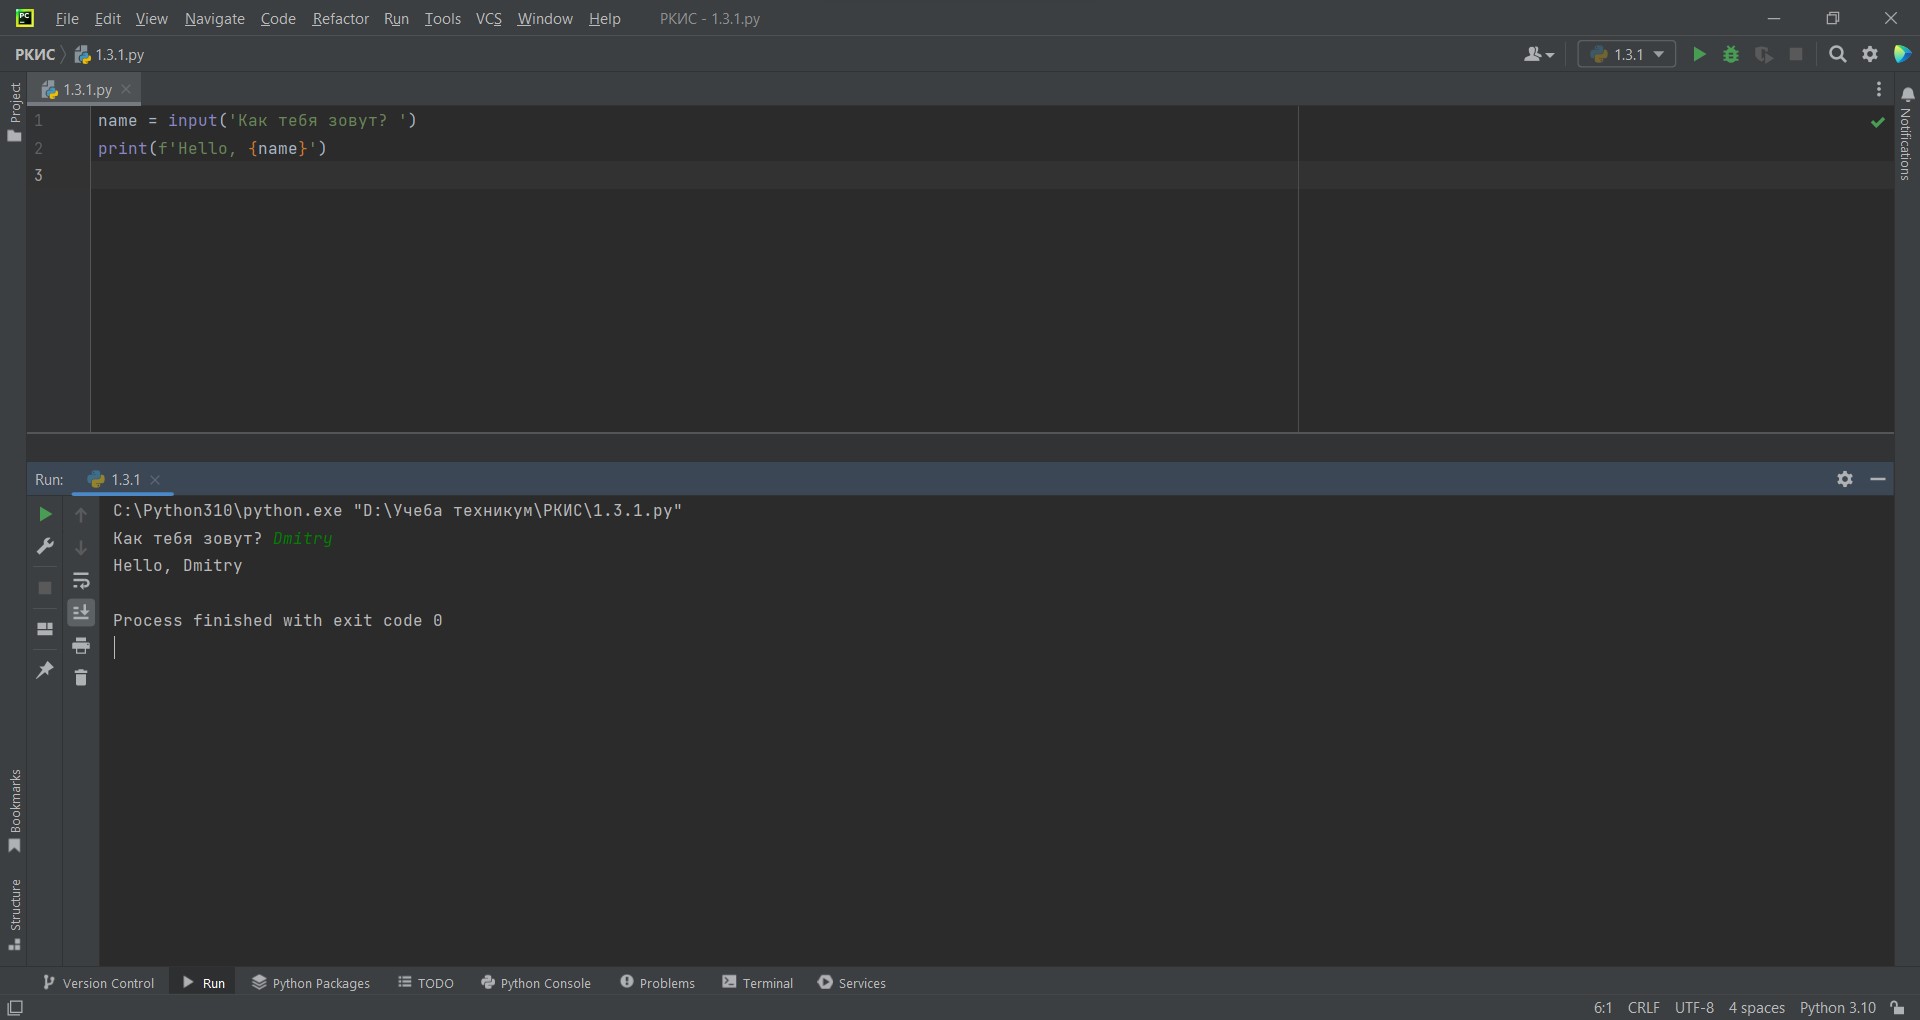 File Edit View Navigate Code Refactor Run Tools VCS Window Help РКИС - 1.3.1.py
РКИС 1.3.1.py 1.3.1
Project
1.3.1.py
Notifications
1 name = input('Как тебя зовут? ')
2 print(f'Hello, {name}')
3
Run: 1.3.1
C:\Python310\python.exe "D:\Учеба техникум\РКИС\1.3.1.py"
Как тебя зовут? Dmitry
Hello, Dmitry
Process finished with exit code 0
Bookmarks
Structure
Version Control Run Python Packages TODO Python Console Problems Terminal Services
6:1 CRLF UTF-8 4 spaces Python 3.10